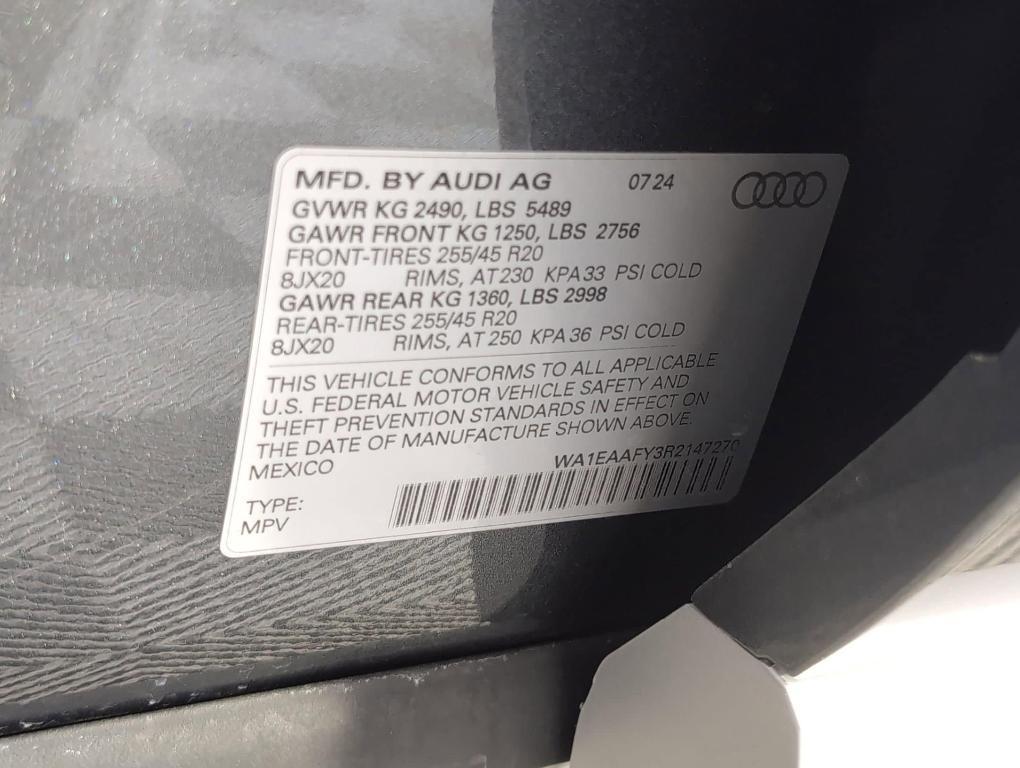 MFD. BY AUDI AG 07 24
GVWR KG 2490, LBS 5489
GAWR FRONT KG 1250, LBS 2756
FRONT-TIRES 255/45 R20
8JX20 RIMS, AT 230 KPA 33 PSI COLD
GAWR REAR KG 1360, LBS 2998
REAR-TIRES 255/45 R20
8JX20 RIMS, AT 250 KPA 36 PSI COLD
THIS VEHICLE CONFORMS TO ALL APPLICABLE
U.S. FEDERAL MOTOR VEHICLE SAFETY AND
THEFT PREVENTION STANDARDS IN EFFECT ON
THE DATE OF MANUFACTURE SHOWN ABOVE.
MEXICO WA1EAAFY3R2147270
TYPE:
MPV